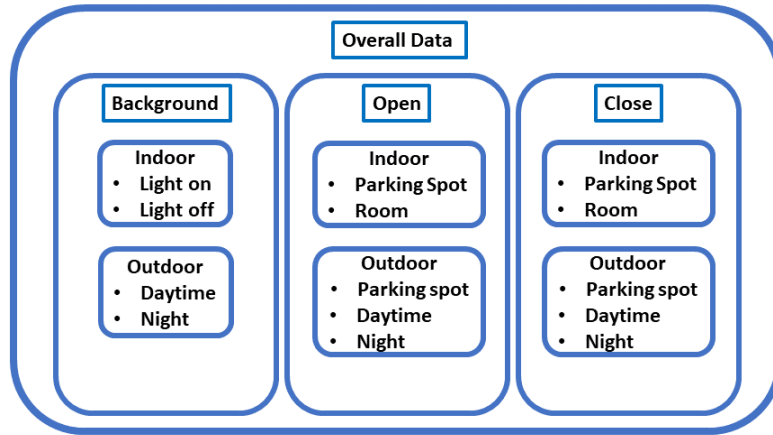 Overall Data
Background
Indoor
• Light on
• Light off
Outdoor
• Daytime
• Night
Open
Indoor
• Parking Spot
• Room
Outdoor
• Parking spot
• Daytime
• Night
Close
Indoor
• Parking Spot
• Room
Outdoor
• Parking spot
• Daytime
• Night